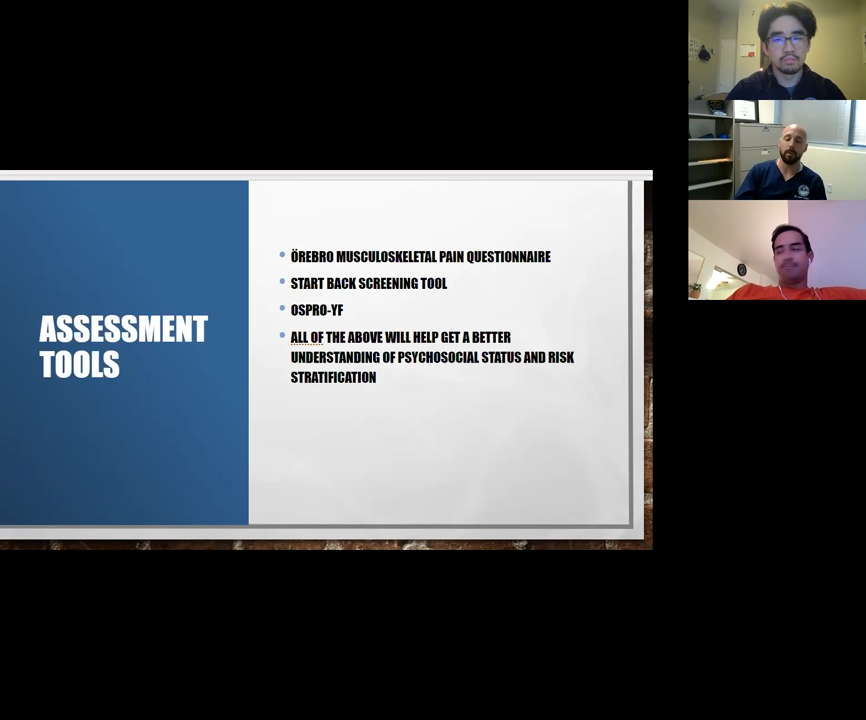 ASSESSMENT
TOOLS
• ÖREBRO MUSCULOSKELETAL PAIN QUESTIONNAIRE
• START BACK SCREENING TOOL
• OSPRO-YF
• ALL OF THE ABOVE WILL HELP GET A BETTER
UNDERSTANDING OF PSYCHOSOCIAL STATUS AND RISK
STRATIFICATION